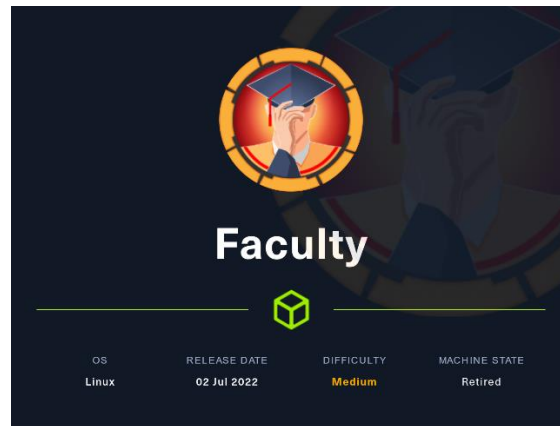 Faculty
OS RELEASE DATE DIFFICULTY MACHINE STATE
Linux 02 Jul 2022 Medium Retired